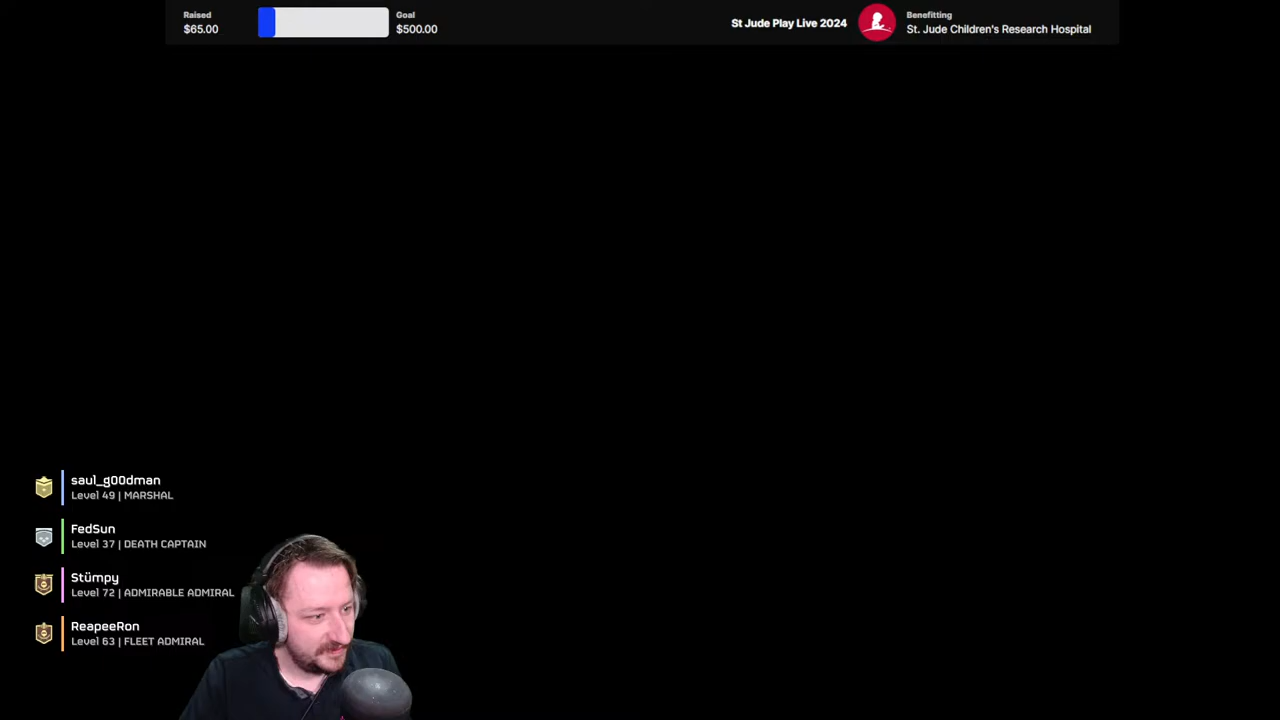 Raised
$65.00
Goal
$500.00
St Jude Play Live 2024
Benefitting
St. Jude Children's Research Hospital
saul_g00dman
Level 49 | MARSHAL
FedSun
Level 37 | DEATH CAPTAIN
Stümpy
Level 72 | ADMIRABLE ADMIRAL
ReapeeRon
Level 63 | FLEET ADMIRAL